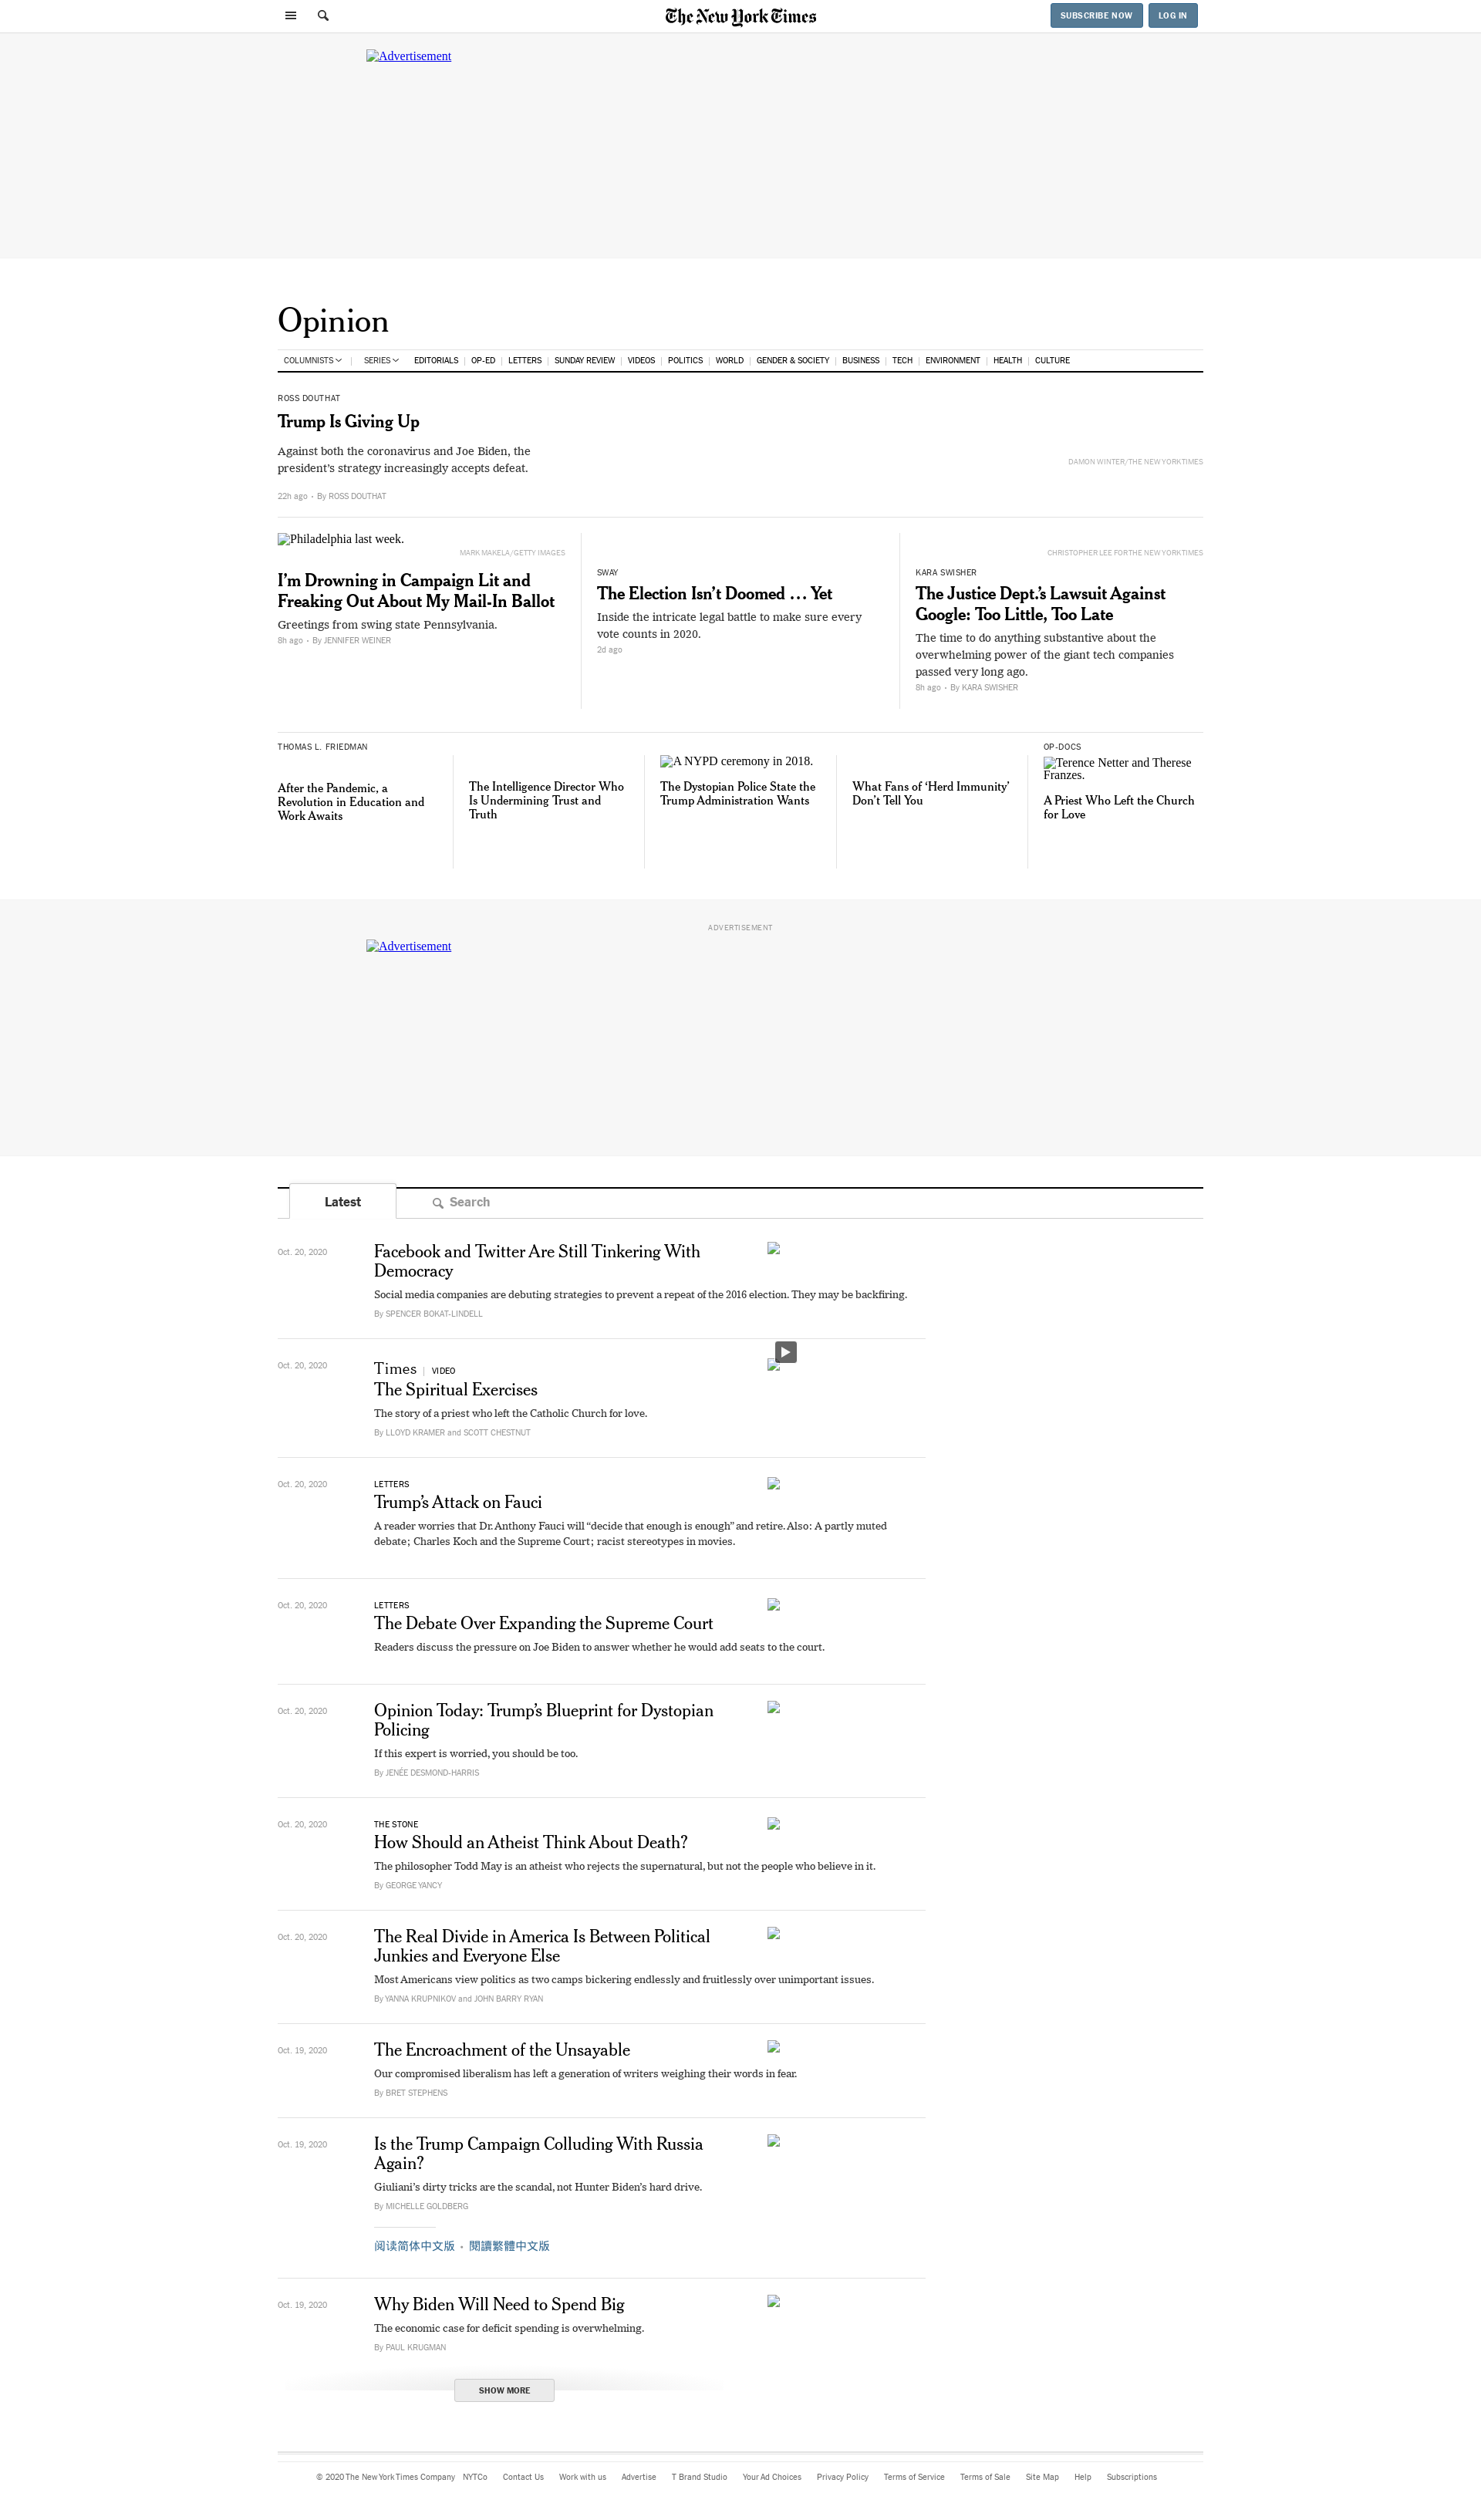 The New York Times
SUBSCRIBE NOW
LOG IN
Advertisement
Opinion
COLUMNISTS
SERIES
EDITORIALS
OP-ED
LETTERS
SUNDAY REVIEW
VIDEOS
POLITICS
WORLD
GENDER & SOCIETY
BUSINESS
TECH
ENVIRONMENT
HEALTH
CULTURE
ROSS DOUTHAT
Trump Is Giving Up
Against both the coronavirus and Joe Biden, the
president's strategy increasingly accepts defeat.
22h ago • By ROSS DOUTHAT
DAMON WINTER/THE NEW YORK TIMES
Philadelphia last week.
MARK MAKELA/GETTY IMAGES
I'm Drowning in Campaign Lit and
Freaking Out About My Mail-In Ballot
Greetings from swing state Pennsylvania.
8h ago • By JENNIFER WEINER
SWAY
The Election Isn't Doomed … Yet
Inside the intricate legal battle to make sure every
vote counts in 2020.
2d ago
CHRISTOPHER LEE FOR THE NEW YORK TIMES
KARA SWISHER
The Justice Dept.'s Lawsuit Against
Google: Too Little, Too Late
The time to do anything substantive about the
overwhelming power of the giant tech companies
passed very long ago.
8h ago • By KARA SWISHER
THOMAS L. FRIEDMAN
After the Pandemic, a
Revolution in Education and
Work Awaits
The Intelligence Director Who
Is Undermining Trust and
Truth
A NYPD ceremony in 2018.
The Dystopian Police State the
Trump Administration Wants
What Fans of ‘Herd Immunity’
Don't Tell You
OP-DOCS
Terence Netter and Therese
Franzes.
A Priest Who Left the Church
for Love
ADVERTISEMENT
Advertisement
Latest
Search
Oct. 20, 2020
Facebook and Twitter Are Still Tinkering With
Democracy
Social media companies are debuting strategies to prevent a repeat of the 2016 election. They may be backfiring.
By SPENCER BOKAT-LINDELL
Oct. 20, 2020
Times | VIDEO
The Spiritual Exercises
The story of a priest who left the Catholic Church for love.
By LLOYD KRAMER and SCOTT CHESTNUT
Oct. 20, 2020
LETTERS
Trump's Attack on Fauci
A reader worries that Dr. Anthony Fauci will “decide that enough is enough” and retire. Also: A partly muted
debate; Charles Koch and the Supreme Court; racist stereotypes in movies.
Oct. 20, 2020
LETTERS
The Debate Over Expanding the Supreme Court
Readers discuss the pressure on Joe Biden to answer whether he would add seats to the court.
Oct. 20, 2020
Opinion Today: Trump's Blueprint for Dystopian
Policing
If this expert is worried, you should be too.
By JENÉE DESMOND-HARRIS
Oct. 20, 2020
THE STONE
How Should an Atheist Think About Death?
The philosopher Todd May is an atheist who rejects the supernatural, but not the people who believe in it.
By GEORGE YANCY
Oct. 20, 2020
The Real Divide in America Is Between Political
Junkies and Everyone Else
Most Americans view politics as two camps bickering endlessly and fruitlessly over unimportant issues.
By YANNA KRUPNIKOV and JOHN BARRY RYAN
Oct. 19, 2020
The Encroachment of the Unsayable
Our compromised liberalism has left a generation of writers weighing their words in fear.
By BRET STEPHENS
Oct. 19, 2020
Is the Trump Campaign Colluding With Russia
Again?
Giuliani's dirty tricks are the scandal, not Hunter Biden's hard drive.
By MICHELLE GOLDBERG
阅读简体中文版 • 閱讀繁體中文版
Oct. 19, 2020
Why Biden Will Need to Spend Big
The economic case for deficit spending is overwhelming.
By PAUL KRUGMAN
SHOW MORE
© 2020 The New York Times Company
NYTCo
Contact Us
Work with us
Advertise
T Brand Studio
Your Ad Choices
Privacy Policy
Terms of Service
Terms of Sale
Site Map
Help
Subscriptions